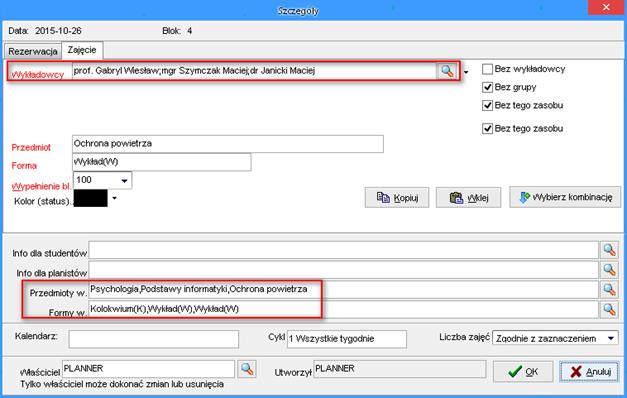 Szczegóły
Data: 2015-10-26 Blok: 4
Rezerwacja Zajęcie
Wykładowcy prof. Gabryl Wiesław;mgr Szymczak Maciej;dr Janicki Maciej
Bez wykładowcy
Bez grupy
Bez tego zasobu
Bez tego zasobu
Przedmiot Ochrona powietrza
Forma Wykład(W)
Wypełnienie bl. 100
Kolor (status)..
Kopiuj Wklej Wybierz kombinację
Info dla studentów
Info dla planistów
Przedmioty w. Psychologia,Podstawy informatyki,Ochrona powietrza
Formy w. Kolokwium(K),Wykład(W),Wykład(W)
Kalendarz: Cykl 1 Wszystkie tygodnie Liczba zajęć Zgodnie z zaznaczeniem
Właściciel PLANNER Utworzył PLANNER OK Anuluj
Tylko właściciel może dokonać zmian lub usunięcia